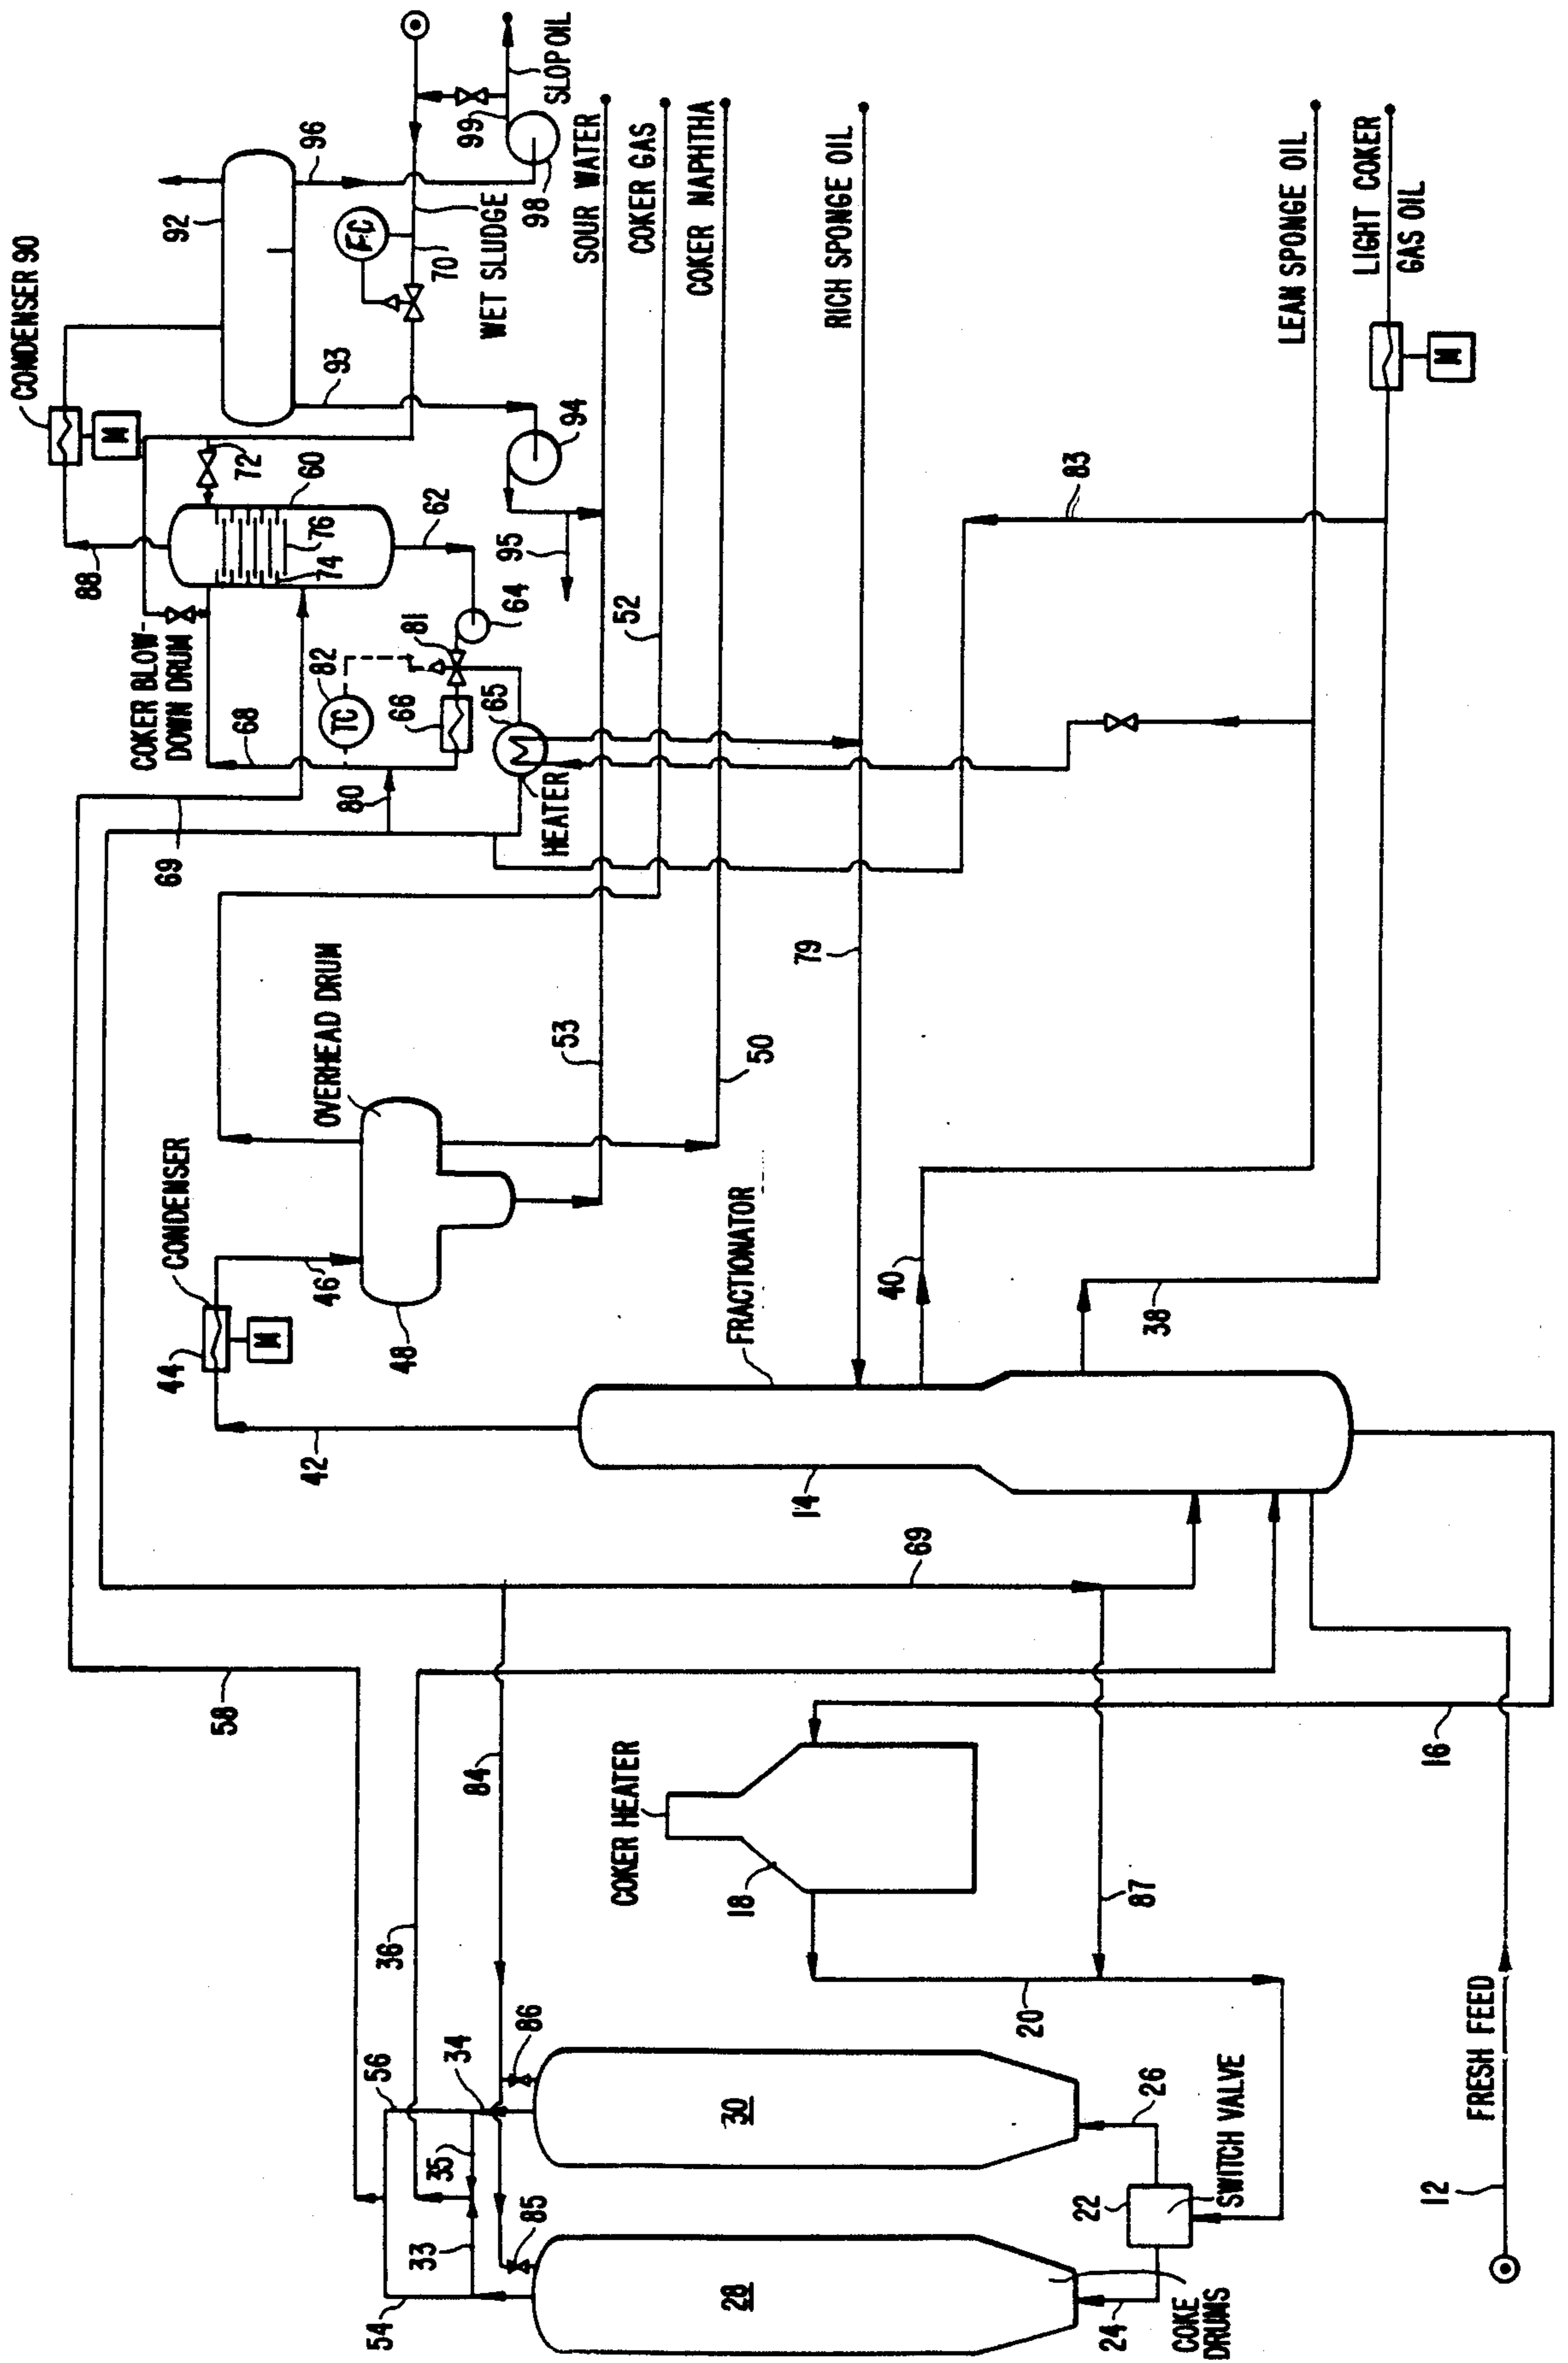 CONDENSER 90
M
88
92
96
93
FC
70
WET SLUDGE
98
99
SLOP OIL
72
60
76
74
62
64
94
95
COKER BLOW-
DOWN DRUM
68
82
TC
81
66
65
HEATER
80
69
SOUR WATER
COKER GAS
COKER NAPHTHA
RICH SPONGE OIL
LEAN SPONGE OIL
LIGHT COKER
GAS OIL
M
83
52
53
50
79
OVERHEAD DRUM
CONDENSER
44
M
46
48
42
FRACTIONATOR
14
40
38
69
58
36
84
COKER HEATER
18
16
87
20
56
34
35
33
54
86
85
30
28
26
22
SWITCH VALVE
24
COKE
DRUMS
FRESH FEED
12